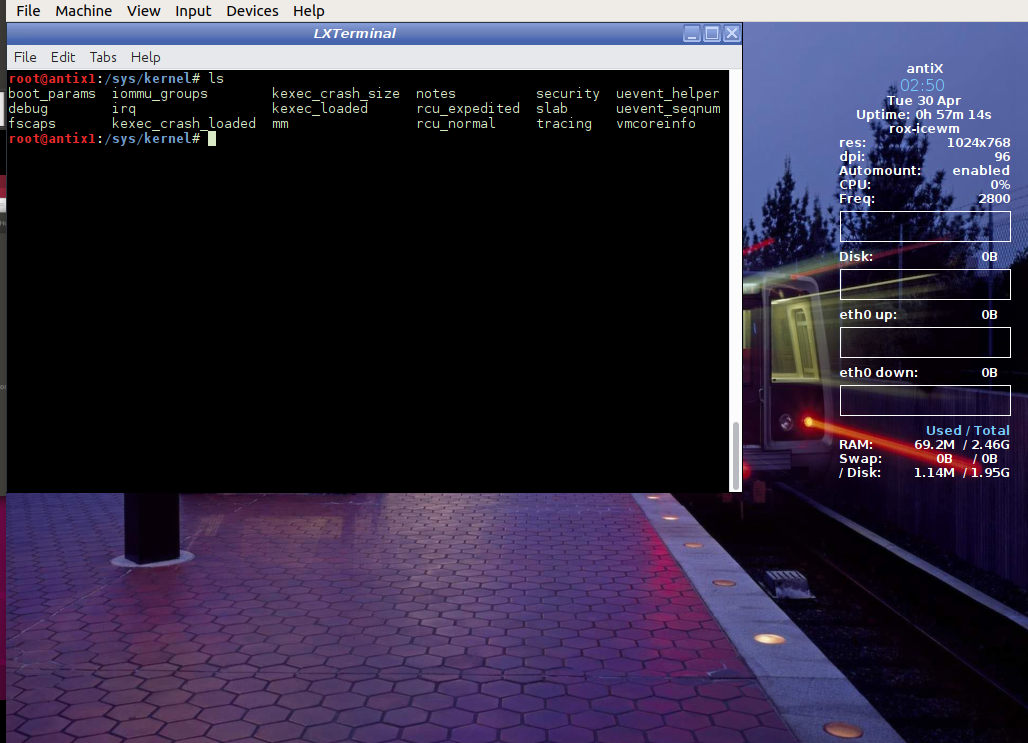 File Machine View Input Devices Help
LXTerminal
File Edit Tabs Help
root@antix1:/sys/kernel# ls
boot_params iommu_groups kexec_crash_size notes security uevent_helper
debug irq kexec_loaded rcu_expedited slab uevent_seqnum
fscaps kexec_crash_loaded mm rcu_normal tracing vmcoreinfo
root@antix1:/sys/kernel#
antiX
02:50
Tue 30 Apr
Uptime: 0h 57m 14s
rox-icewm
res: 1024x768
dpi: 96
Automount: enabled
CPU: 0%
Freq: 2800
Disk: 0B
eth0 up: 0B
eth0 down: 0B
Used / Total
RAM: 69.2M / 2.46G
Swap: 0B / 0B
/ Disk: 1.14M / 1.95G